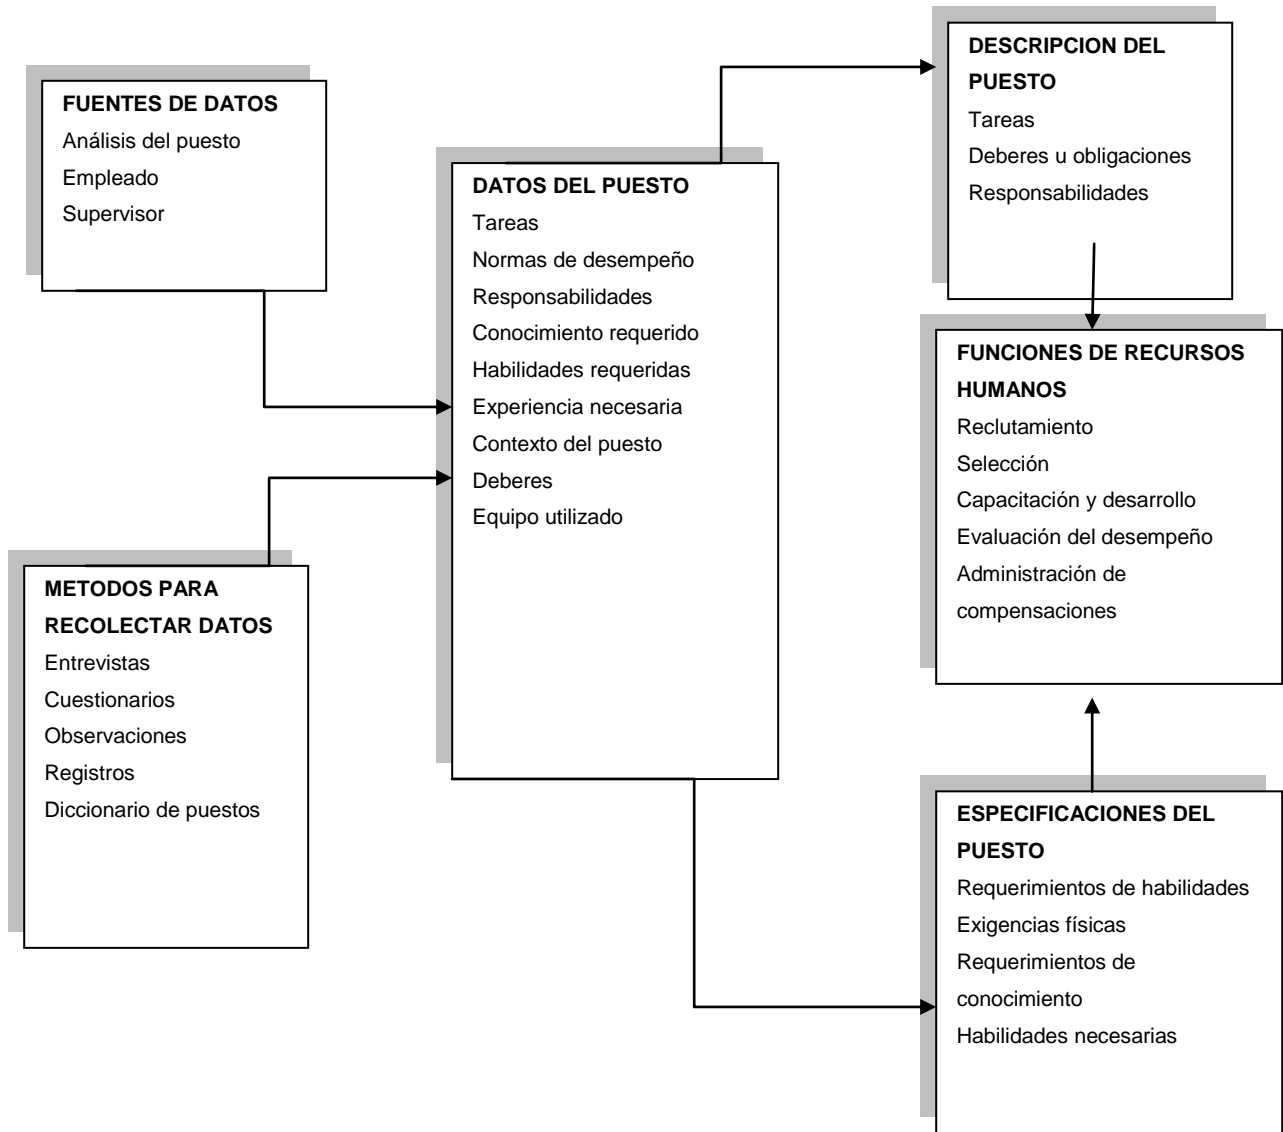 FUENTES DE DATOS
Análisis del puesto
Empleado
Supervisor
METODOS PARA
RECOLECTAR DATOS
Entrevistas
Cuestionarios
Observaciones
Registros
Diccionario de puestos
DATOS DEL PUESTO
Tareas
Normas de desempeño
Responsabilidades
Conocimiento requerido
Habilidades requeridas
Experiencia necesaria
Contexto del puesto
Deberes
Equipo utilizado
DESCRIPCION DEL
PUESTO
Tareas
Deberes u obligaciones
Responsabilidades
FUNCIONES DE RECURSOS
HUMANOS
Reclutamiento
Selección
Capacitación y desarrollo
Evaluación del desempeño
Administración de
compensaciones
ESPECIFICACIONES DEL
PUESTO
Requerimientos de habilidades
Exigencias físicas
Requerimientos de
conocimiento
Habilidades necesarias